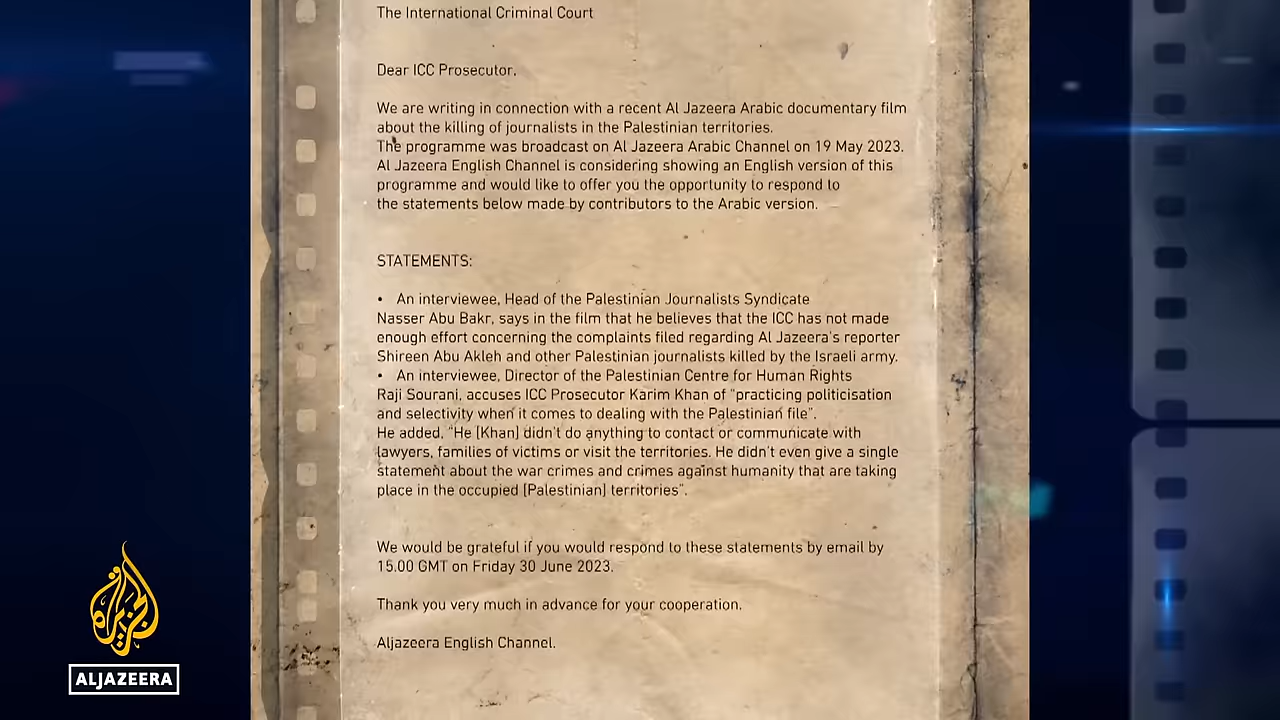 The International Criminal Court
Dear ICC Prosecutor,
We are writing in connection with a recent Al Jazeera Arabic documentary film
about the killing of journalists in the Palestinian territories.
The programme was broadcast on Al Jazeera Arabic Channel on 19 May 2023.
Al Jazeera English Channel is considering showing an English version of this
programme and would like to offer you the opportunity to respond to
the statements below made by contributors to the Arabic version.
STATEMENTS:
• An interviewee, Head of the Palestinian Journalists Syndicate
Nasser Abu Bakr, says in the film that he believes that the ICC has not made
enough effort concerning the complaints filed regarding Al Jazeera's reporter
Shireen Abu Akleh and other Palestinian journalists killed by the Israeli army.
• An interviewee, Director of the Palestinian Centre for Human Rights
Raji Sourani, accuses ICC Prosecutor Karim Khan of “practicing politicisation
and selectivity when it comes to dealing with the Palestinian file”.
He added, “He [Khan] didn't do anything to contact or communicate with
lawyers, families of victims or visit the territories. He didn't even give a single
statement about the war crimes and crimes against humanity that are taking
place in the occupied [Palestinian] territories”.
We would be grateful if you would respond to these statements by email by
15.00 GMT on Friday 30 June 2023.
Thank you very much in advance for your cooperation.
Aljazeera English Channel.
الجزيرة
ALJAZEERA